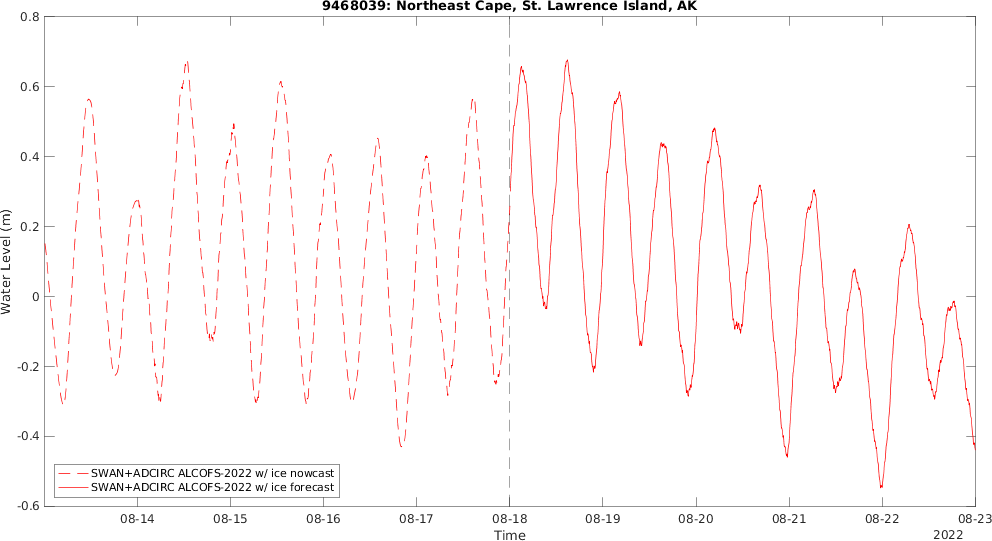 9468039: Northeast Cape, St. Lawrence Island, AK
0.8
0.6
0.4
0.2
0
-0.2
-0.4
-0.6
Water Level (m)
SWAN+ADCIRC ALCOFS-2022 w/ ice nowcast
SWAN+ADCIRC ALCOFS-2022 w/ ice forecast
08-14 08-15 08-16 08-17 08-18 08-19 08-20 08-21 08-22 08-23
Time
2022